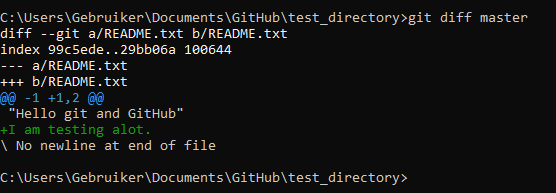 C:\Users\Gebruiker\Documents\GitHub\test_directory>git diff master
diff --git a/README.txt b/README.txt
index 99c5ede..29bb06a 100644
--- a/README.txt
+++ b/README.txt
@@ -1 +1,2 @@
 "Hello git and GitHub"
+I am testing alot.
\ No newline at end of file
C:\Users\Gebruiker\Documents\GitHub\test_directory>